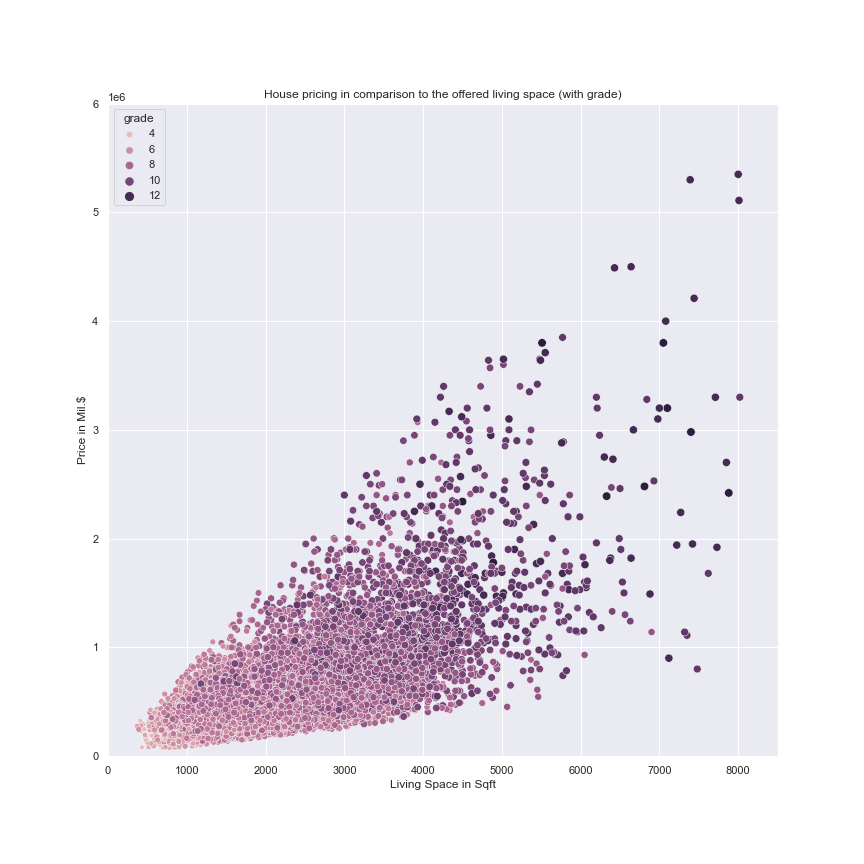 House pricing in comparison to the offered living space (with grade)
1e6
6
5
4
3
2
1
0
Price in Mil.$
grade
4
6
8
10
12
0 1000 2000 3000 4000 5000 6000 7000 8000
Living Space in Sqft